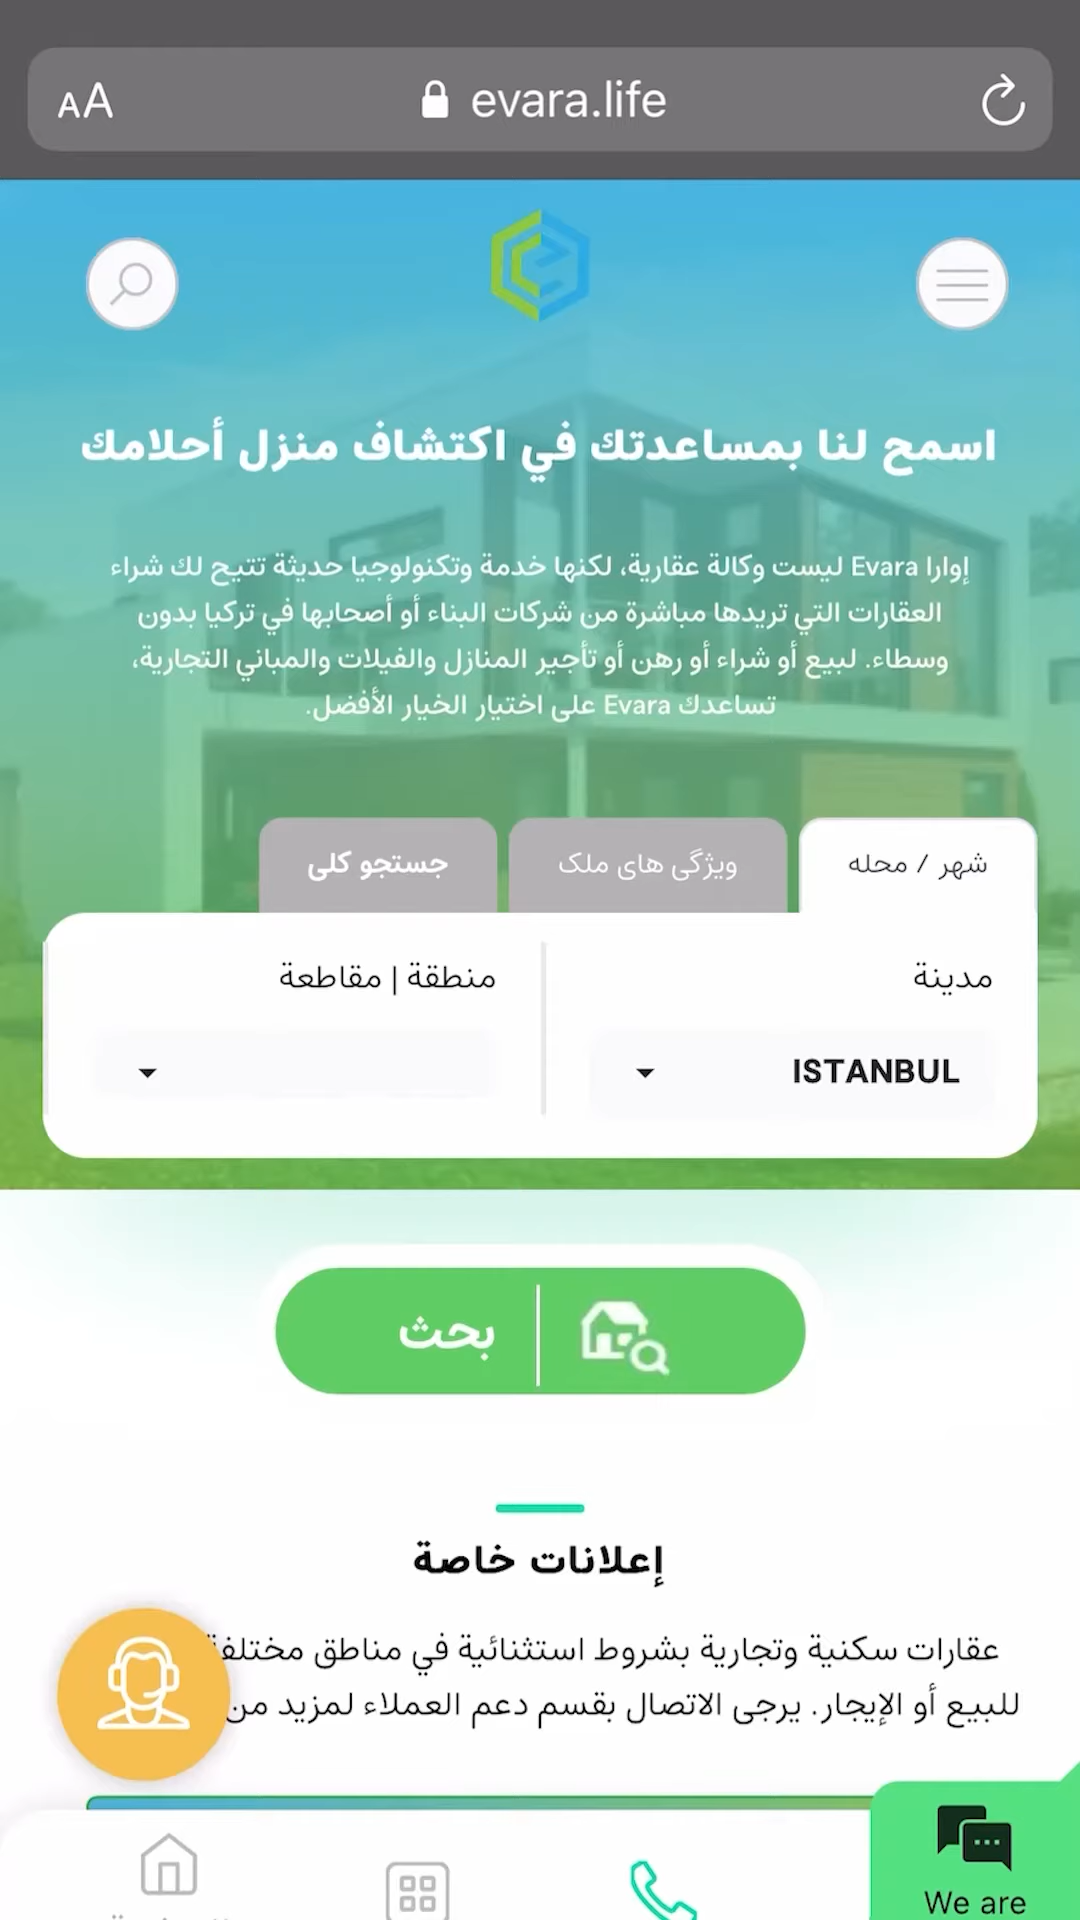 AA
evara.life
اسمح لنا بمساعدتك في اكتشاف منزل أحلامك
إوارا Evara ليست وكالة عقارية، لكنها خدمة وتكنولوجيا حديثة تتيح لك شراء
العقارات التي تريدها مباشرة من شركات البناء أو أصحابها في تركيا بدون
وسطاء. لبيع أو شراء أو رهن أو تأجير المنازل والفيلات والمباني التجارية،
تساعدك Evara على اختيار الخيار الأفضل.
شهر / محله
ویژگی های ملک
جستجو کلی
مدينة
منطقة | مقاطعة
ISTANBUL
بحث
إعلانات خاصة
عقارات سكنية وتجارية بشروط استثنائية في مناطق مختلفة
للبيع أو الإيجار. يرجى الاتصال بقسم دعم العملاء لمزيد من
We are